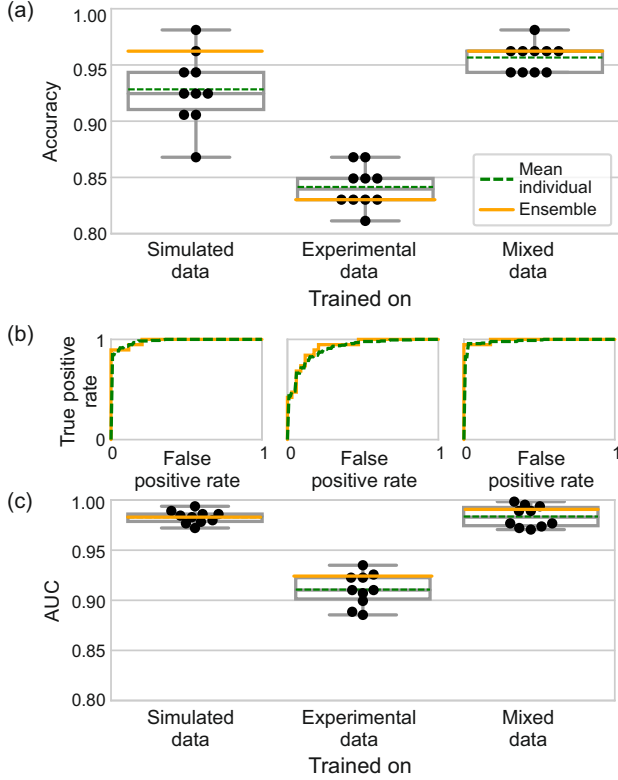 (a)
1.00
0.95
0.90
0.85
0.80
Accuracy
Mean
individual
Ensemble
Simulated
data
Experimental
data
Mixed
data
Trained on
(b)
True positive
rate
1
0
0
1
0
1
0
1
False
positive rate
False
positive rate
False
positive rate
(c)
1.00
0.95
0.90
0.85
0.80
AUC
Simulated
data
Experimental
data
Mixed
data
Trained on